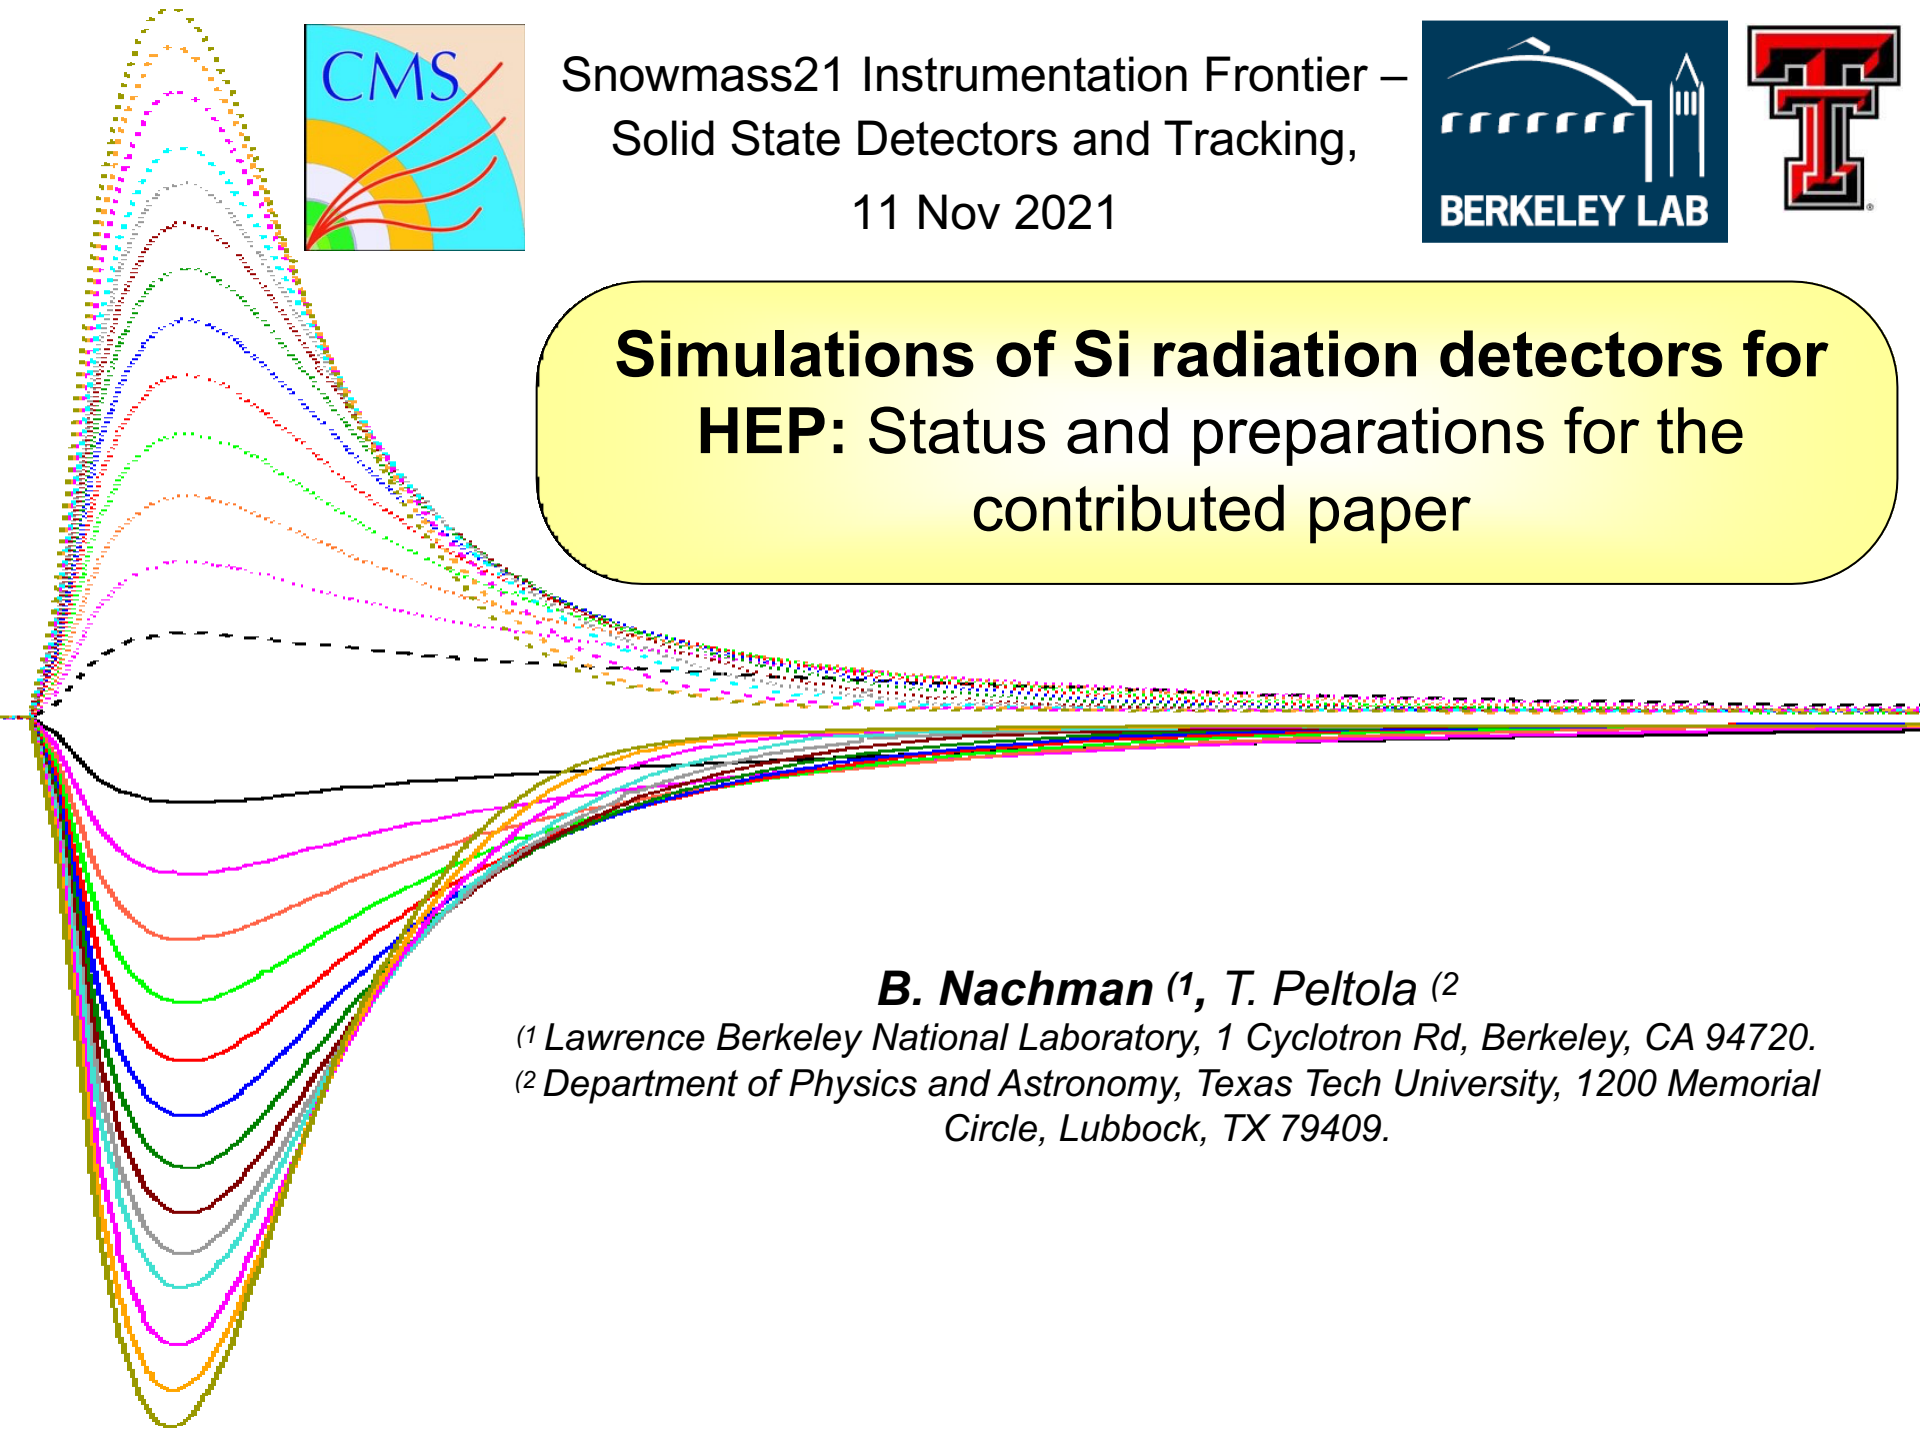 CMS
Snowmass21 Instrumentation Frontier –
Solid State Detectors and Tracking,
11 Nov 2021
BERKELEY LAB
Simulations of Si radiation detectors for
HEP: Status and preparations for the
contributed paper
B. Nachman (1, T. Peltola (2
(1 Lawrence Berkeley National Laboratory, 1 Cyclotron Rd, Berkeley, CA 94720.
(2 Department of Physics and Astronomy, Texas Tech University, 1200 Memorial
Circle, Lubbock, TX 79409.